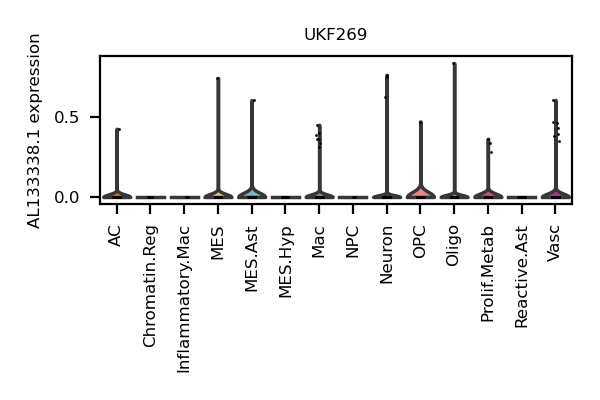 UKF269
AL133338.1 expression
0.5
0.0
AC
Chromatin.Reg
Inflammatory.Mac
MES
MES.Ast
MES.Hyp
Mac
NPC
Neuron
OPC
Oligo
Prolif.Metab
Reactive.Ast
Vasc